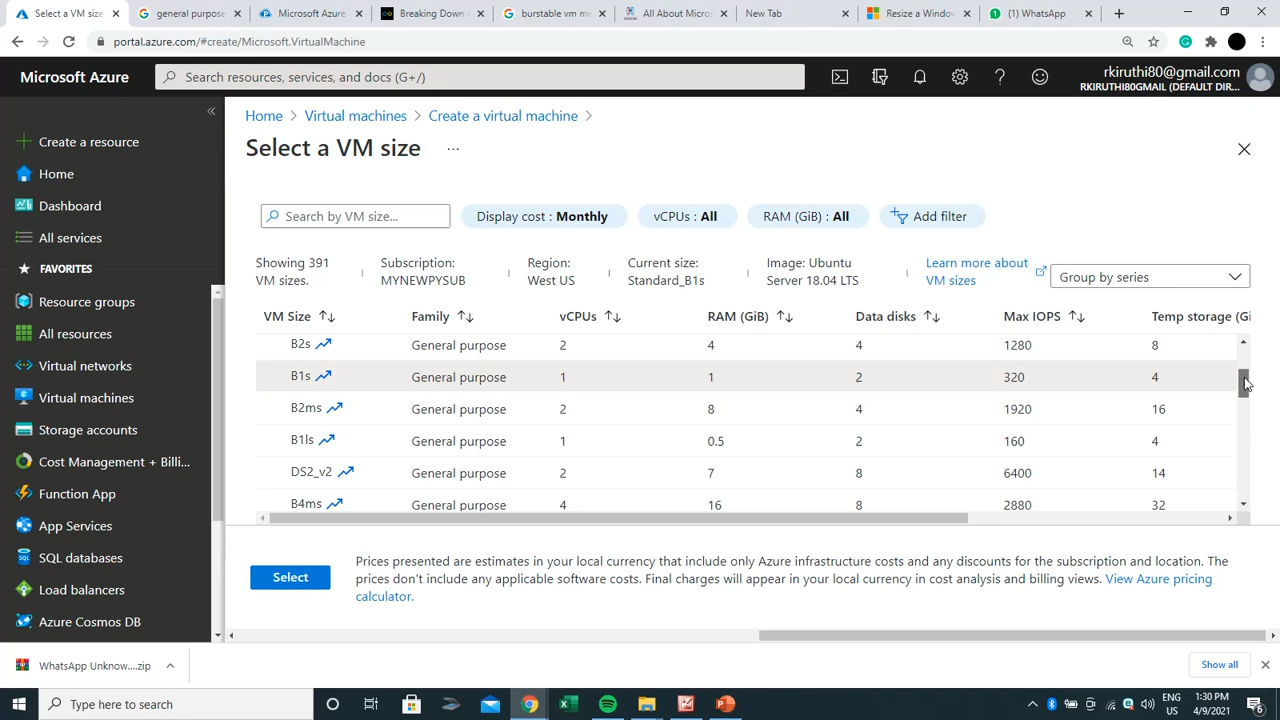 Select a VM size
general purpose
Microsoft Azure
Breaking Down
burstable vm me
All About Micros
New Tab
Resize a Window
(1) WhatsApp
portal.azure.com/#create/Microsoft.VirtualMachine
Microsoft Azure
Search resources, services, and docs (G+/)
rkiruthi80@gmail.com
RKIRUTHI80GMAIL (DEFAULT DIR...
Create a resource
Home
Dashboard
All services
FAVORITES
Resource groups
All resources
Virtual networks
Virtual machines
Storage accounts
Cost Management + Billi...
Function App
App Services
SQL databases
Load balancers
Azure Cosmos DB
Home > Virtual machines > Create a virtual machine >
Select a VM size ...
Search by VM size...
Display cost : Monthly
vCPUs : All
RAM (GiB) : All
Add filter
Showing 391
VM sizes.
Subscription:
MYNEWPYSUB
Region:
West US
Current size:
Standard_B1s
Image: Ubuntu
Server 18.04 LTS
Learn more about
VM sizes
Group by series
VM Size Family vCPUs RAM (GiB) Data disks Max IOPS Temp storage (Gi
B2s General purpose 2 4 4 1280 8
B1s General purpose 1 1 2 320 4
B2ms General purpose 2 8 4 1920 16
B1ls General purpose 1 0.5 2 160 4
DS2_v2 General purpose 2 7 8 6400 14
B4ms General purpose 4 16 8 2880 32
Select
Prices presented are estimates in your local currency that include only Azure infrastructure costs and any discounts for the subscription and location. The
prices don't include any applicable software costs. Final charges will appear in your local currency in cost analysis and billing views. View Azure pricing
calculator.
WhatsApp Unknow....zip
Show all
Type here to search
ENG
US
1:30 PM
4/9/2021
6